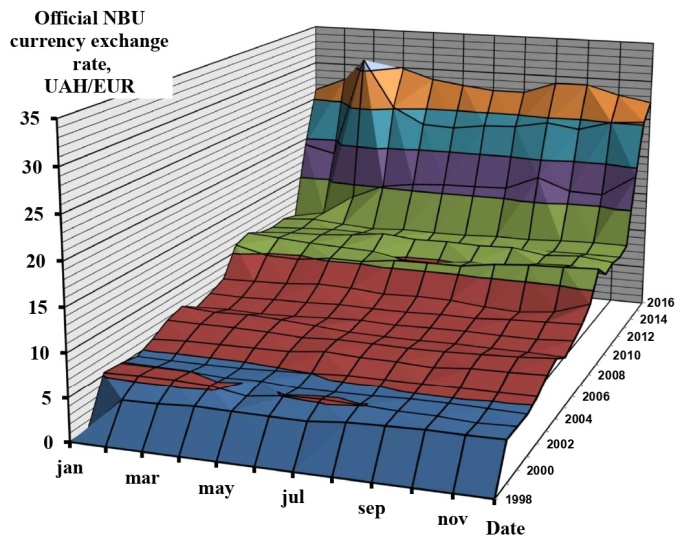 Official NBU
currency exchange
rate,
UAH/EUR
35
30
25
20
15
10
5
0
jan
mar
may
jul
sep
nov
Date
1998
2000
2002
2004
2006
2008
2010
2012
2014
2016